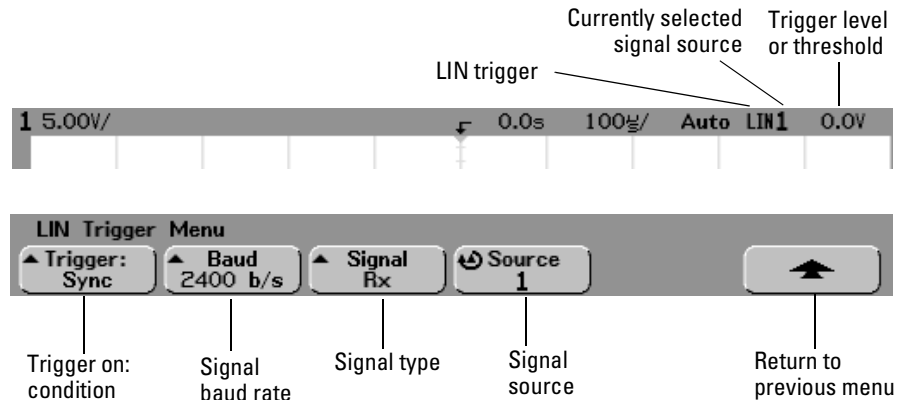 Currently selected
signal source
Trigger level
or threshold
LIN trigger
1 5.00V/ 0.0s 100㎲/ Auto LIN1 0.0V
LIN Trigger Menu
Trigger:
Sync
Baud
2400 b/s
Signal
Rx
Source
1
Trigger on:
condition
Signal
baud rate
Signal type
Signal
source
Return to
previous menu